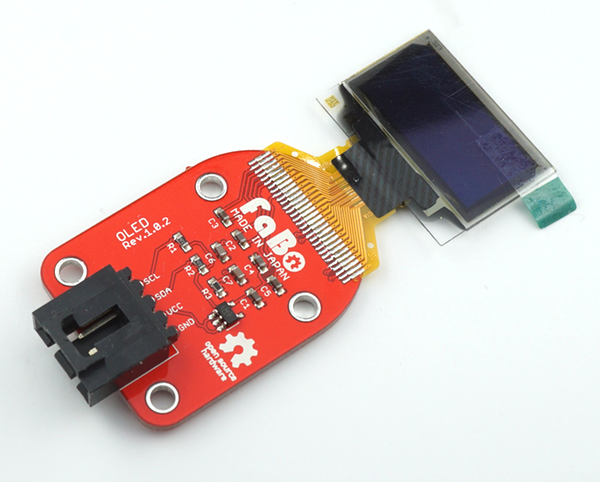 OLED
Rev.1.0.2
FaBo
MADE IN JAPAN
C3
C2
R1
C6
R2
C4
C7
C5
R3
C1
SCL
SDA
VCC
GND
open source
hardware